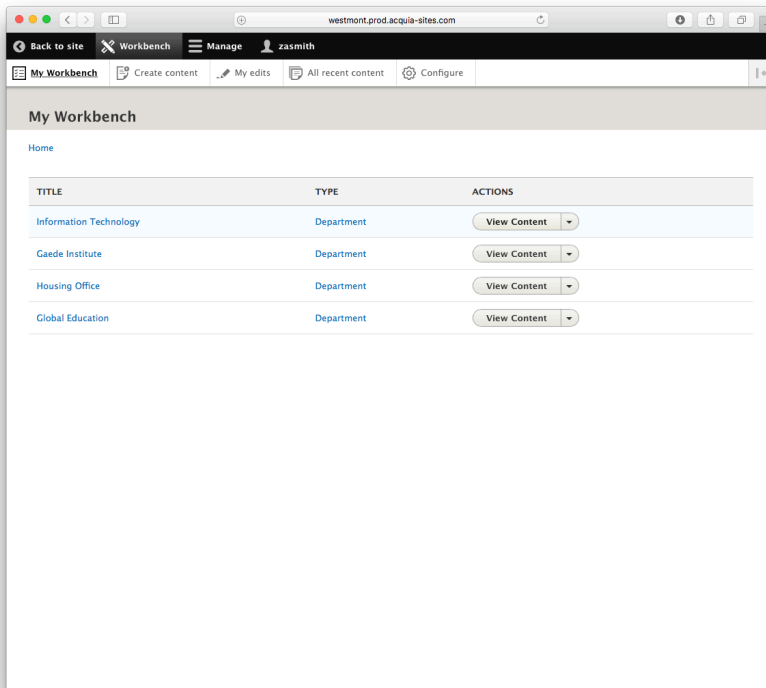 westmont.prod.acquia-sites.com
Back to site Workbench Manage zasmith
My Workbench Create content My edits All recent content Configure
My Workbench
Home
TITLE TYPE ACTIONS
Information Technology Department View Content
Gaede Institute Department View Content
Housing Office Department View Content
Global Education Department View Content